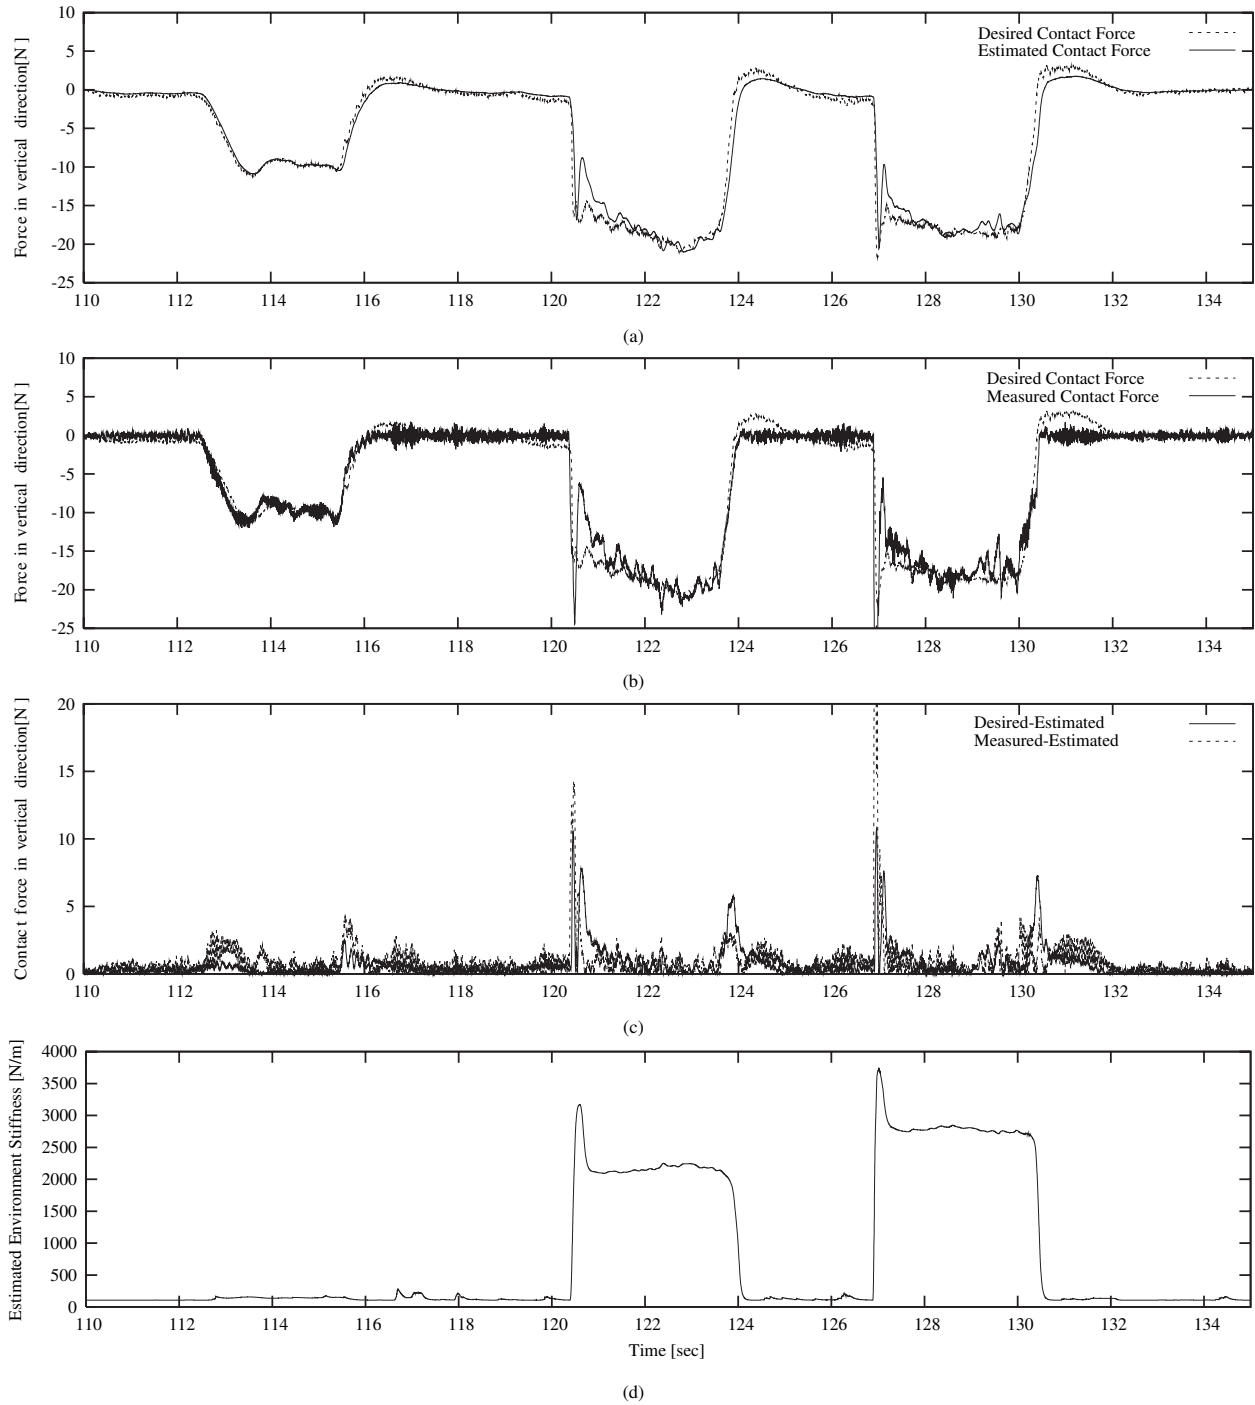 10
5
0
-5
-10
-15
-20
-25
Force in vertical direction[N ]
Desired Contact Force
Estimated Contact Force
110 112 114 116 118 120 122 124 126 128 130 132 134
(a)
10
5
0
-5
-10
-15
-20
-25
Force in vertical direction[N ]
Desired Contact Force
Measured Contact Force
110 112 114 116 118 120 122 124 126 128 130 132 134
(b)
20
15
10
5
0
Contac t force in vertical direction[N ]
Desired-Estimated
Measured-Estimated
110 112 114 116 118 120 122 124 126 128 130 132 134
(c)
4000
3500
3000
2500
2000
1500
1000
500
0
Estimated Environment Stiffness [N/m]
110 112 114 116 118 120 122 124 126 128 130 132 134
Time [sec]
(d)